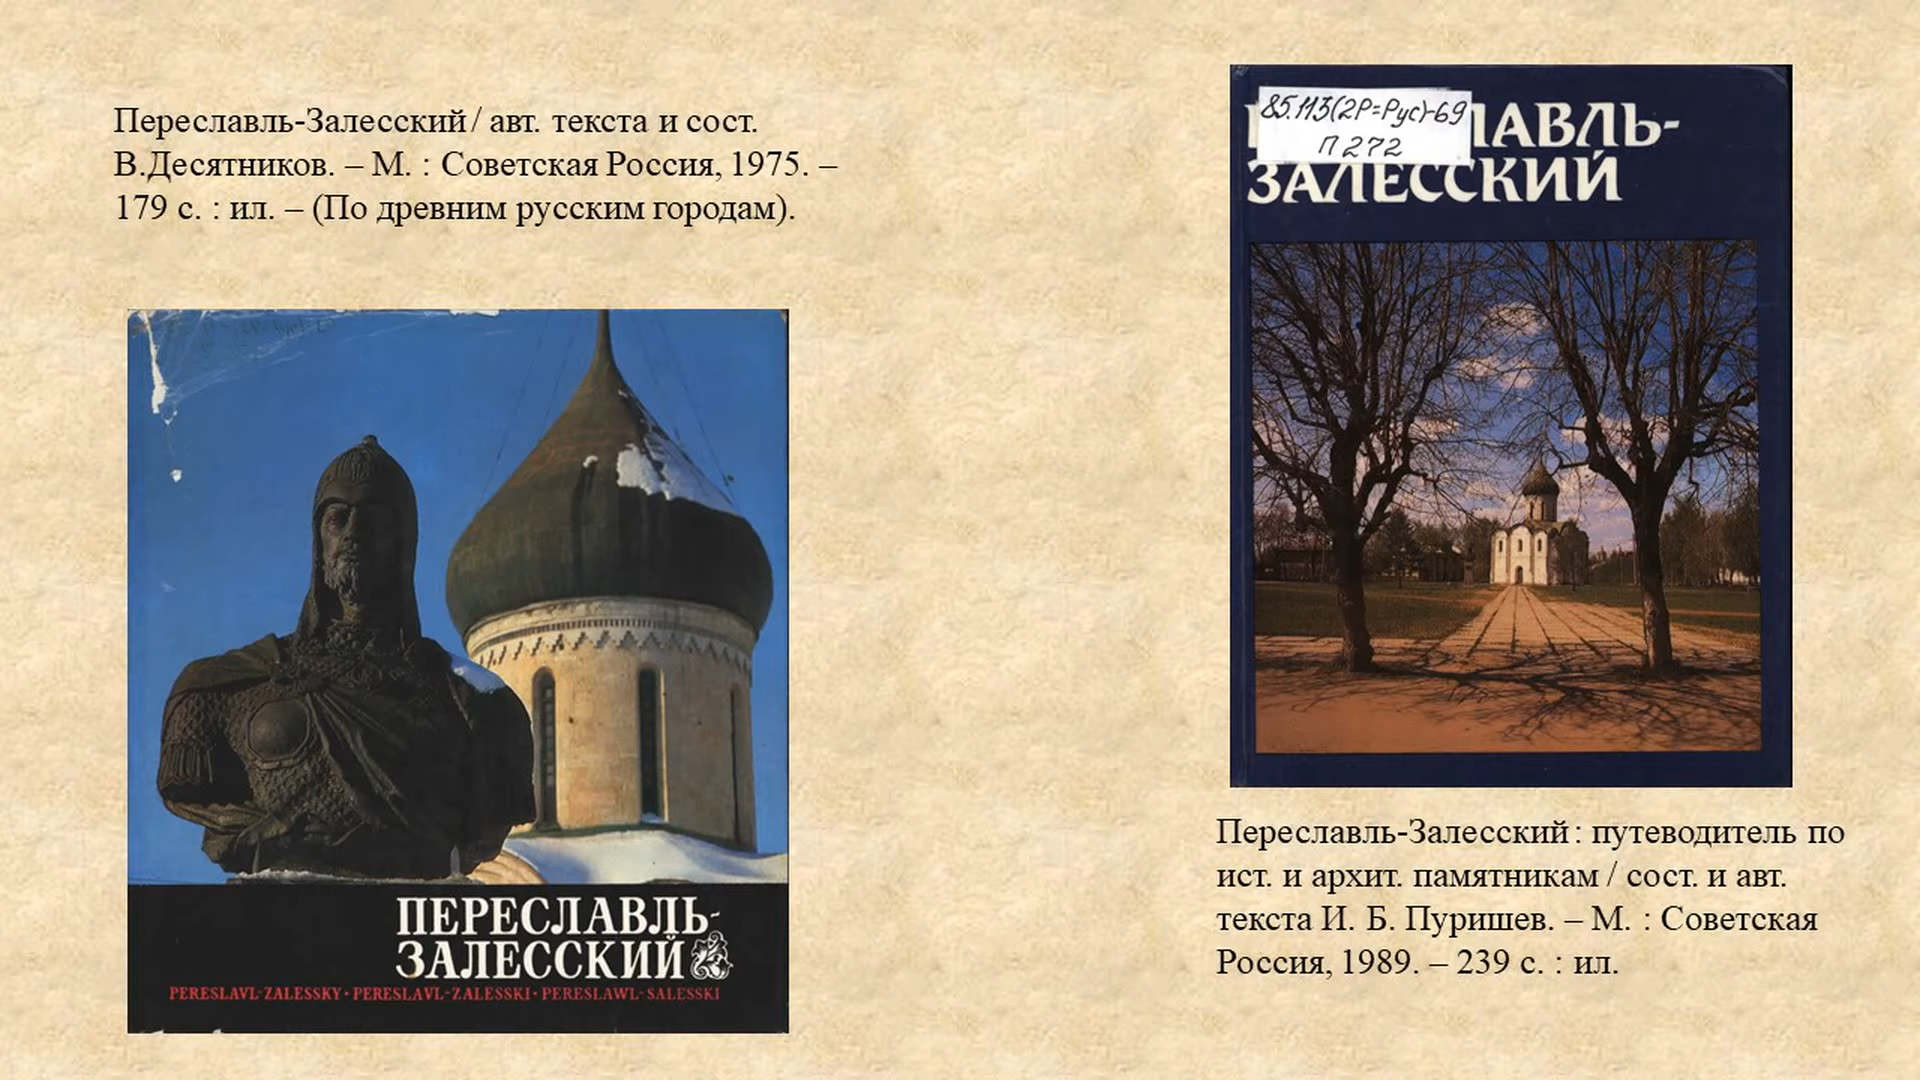 Переславль-Залесский / авт. текста и сост.
В.Десятников. – М. : Советская Россия, 1975. –
179 с. : ил. – (По древним русским городам).
ПЕРЕСЛАВЛЬ-
ЗАЛЕССКИЙ
PERESLAVL-ZALESSKY • PERESLAVL-ZALESSKI • PERESLAWL-SALESSKI
85.113(2Р=Рус)-69
П 272
ЛАВЛЬ-
ЗАЛЕССКИЙ
Переславль-Залесский : путеводитель по
ист. и архит. памятникам / сост. и авт.
текста И. Б. Пуришев. – М. : Советская
Россия, 1989. – 239 с. : ил.